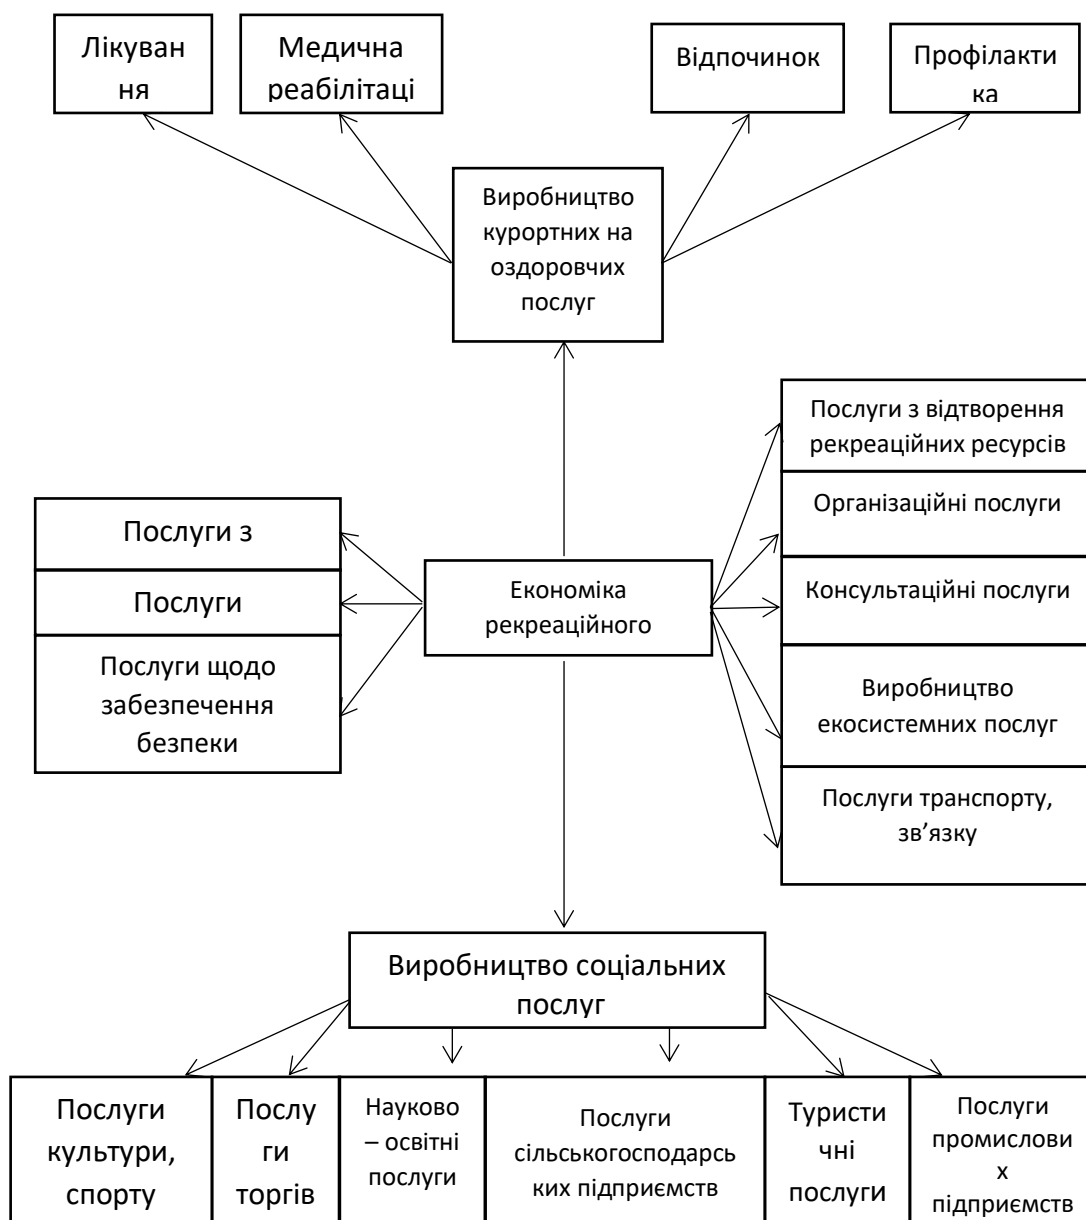 Лікуван
ня
Медична
реабілітаці
Відпочинок
Профілакти
ка
Виробництво
курортних на
оздоровчих
послуг
Послуги з відтворення
рекреаційних ресурсів
Організаційні послуги
Консультаційні послуги
Виробництво
екосистемних послуг
Послуги транспорту,
зв’язку
Послуги з
Послуги
Послуги щодо
забезпечення
безпеки
Економіка
рекреаційного
Виробництво соціальних
послуг
Послуги
культури,
спорту
Послу
ги
торгів
Науково
– освітні
послуги
Послуги
сільськогосподарсь
ких підприємств
Туристи
чні
послуги
Послуги
промислови
х
підприємств